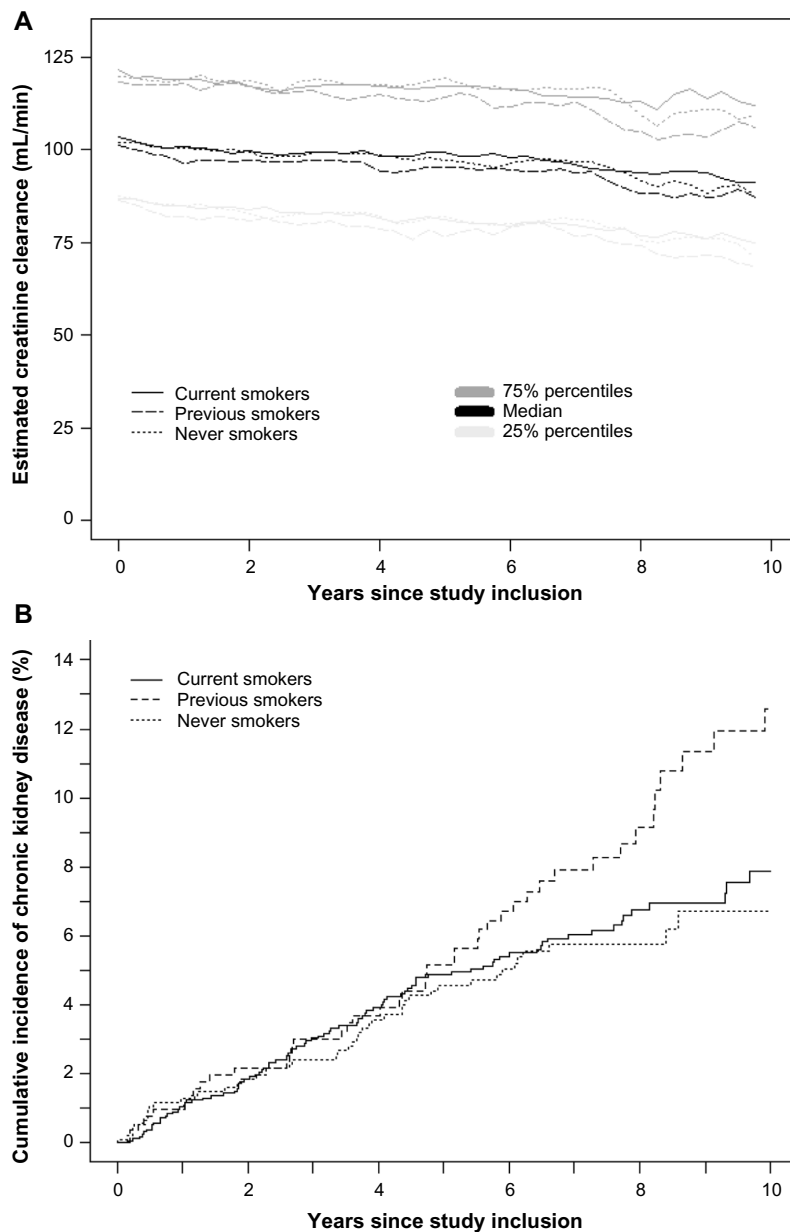 A
Estimated creatinine clearance (mL/min)
125
100
75
50
25
0
Current smokers
Previous smokers
Never smokers
75% percentiles
Median
25% percentiles
0 2 4 6 8 10
Years since study inclusion
B
Cumulative incidence of chronic kidney disease (%)
14
12
10
8
6
4
2
0
Current smokers
Previous smokers
Never smokers
0 2 4 6 8 10
Years since study inclusion